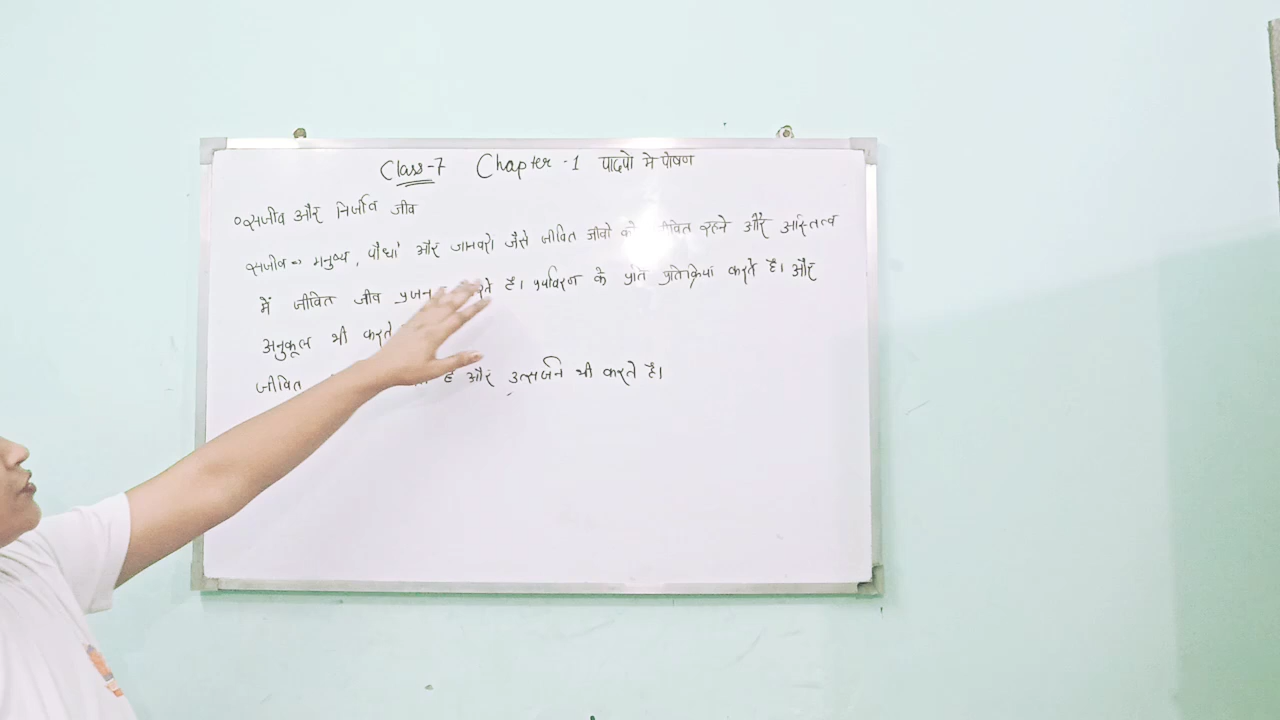 Class-7 Chapter-1 पादपो मे पोषण
सजीव और निर्जीव जीव
सजीव => मनुष्य, पौधों और जानवरो जैसे जीवित जीवो को जीवित रहने और अस्तित्व
में जीवित जीव प्रजनन करते है। पर्यावरण के प्रति प्रतिक्रिया करते है। और
अनुकूल भी करते
जीवित है और उत्सर्जन भी करते है।